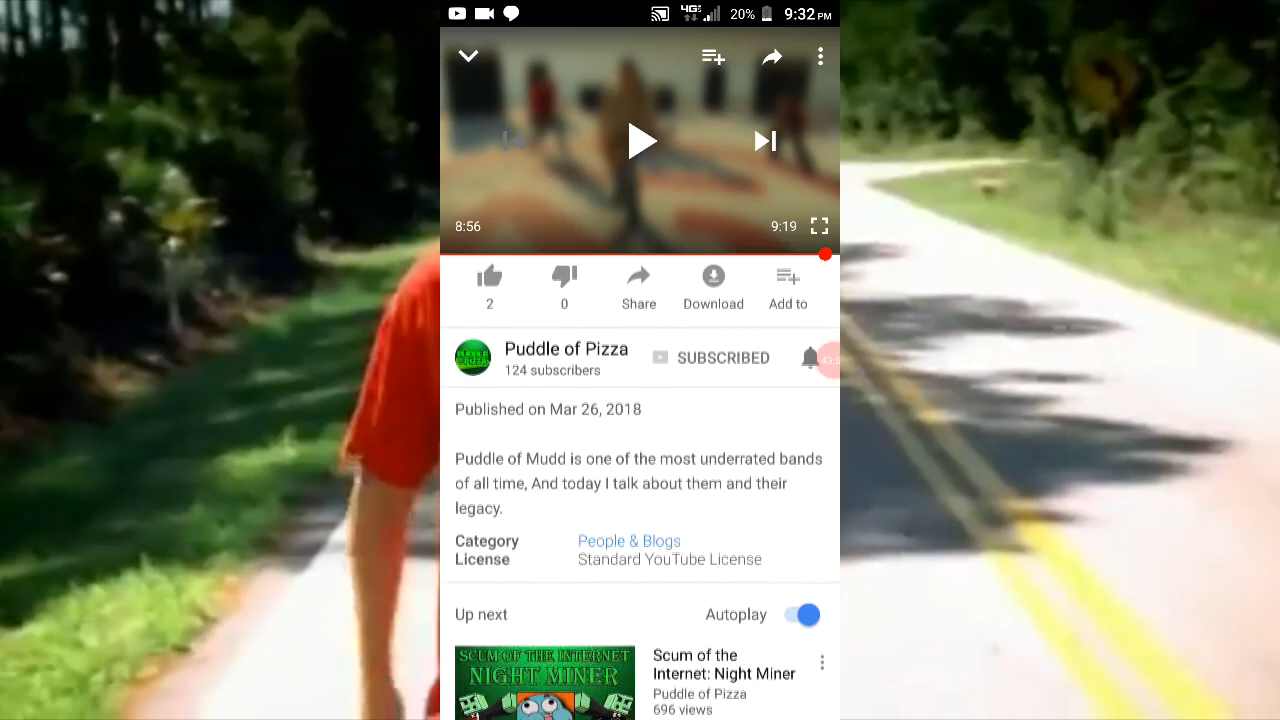 4G
20%
9:32 PM
8:56
9:19
2
0
Share
Download
Add to
Puddle of Pizza
SUBSCRIBED
124 subscribers
Published on Mar 26, 2018
Puddle of Mudd is one of the most underrated bands
of all time, And today I talk about them and their
legacy.
Category
People & Blogs
License
Standard YouTube License
Up next
Autoplay
SCUM OF THE INTERNET
NIGHT MINER
Scum of the
Internet: Night Miner
Puddle of Pizza
696 views